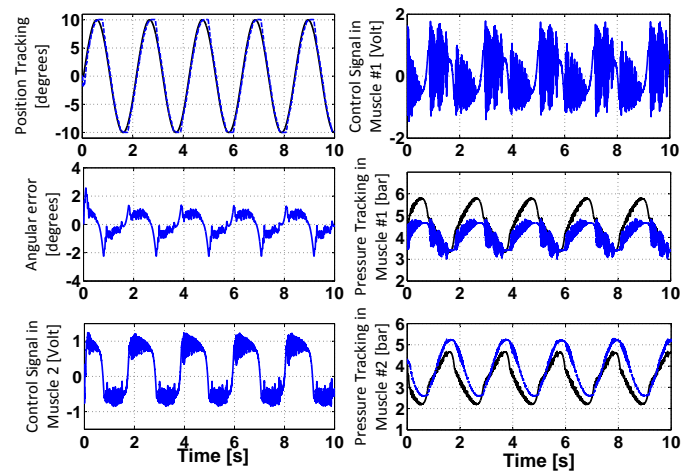 Position Tracking
[degrees]
10
5
0
-5
-10
0 2 4 6 8 10
Control Signal in
Muscle #1 [Volt]
2
0
-2
0 2 4 6 8 10
Angular error
[degrees]
4
2
0
-2
-4
0 2 4 6 8 10
Pressure Tracking in
Muscle #1 [bar]
6
5
4
3
2
0 2 4 6 8 10
Control Signal in
Muscle 2 [Volt]
1
0
-1
0 2 4 6 8 10
Time [s]
Pressure Tracking in
Muscle #2 [bar]
6
5
4
3
2
1
0 2 4 6 8 10
Time [s]